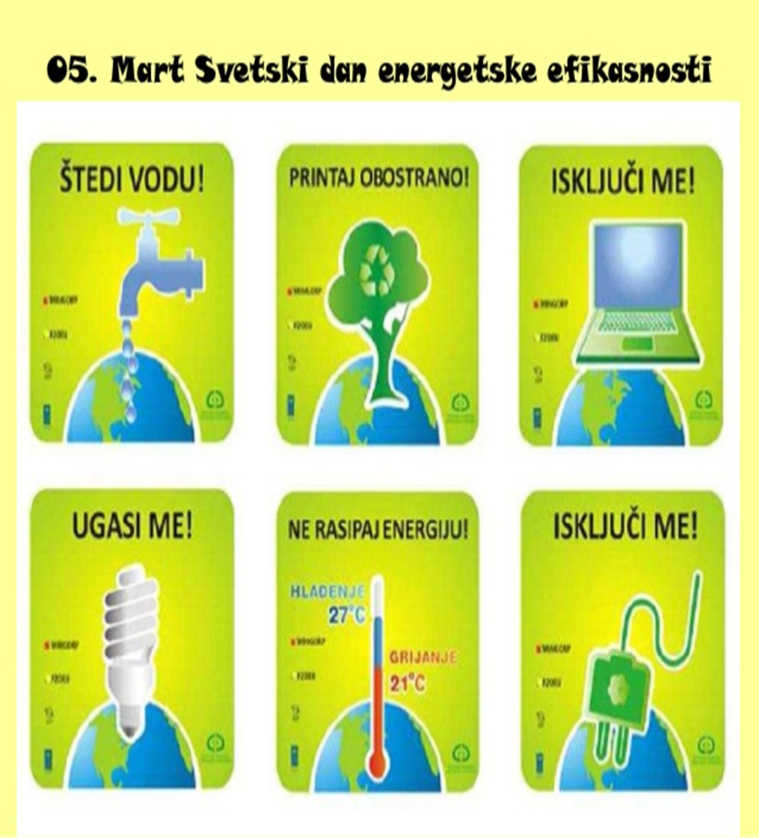 05. Mart Svetski dan energetske efikasnosti
ŠTEDI VODU!
PRINTAJ OBOSTRANO!
ISKLJUČI ME!
UGASI ME!
NE RASIPAJ ENERGIJU!
HLAĐENJE
27°C
GRIJANJE
21°C
ISKLJUČI ME!